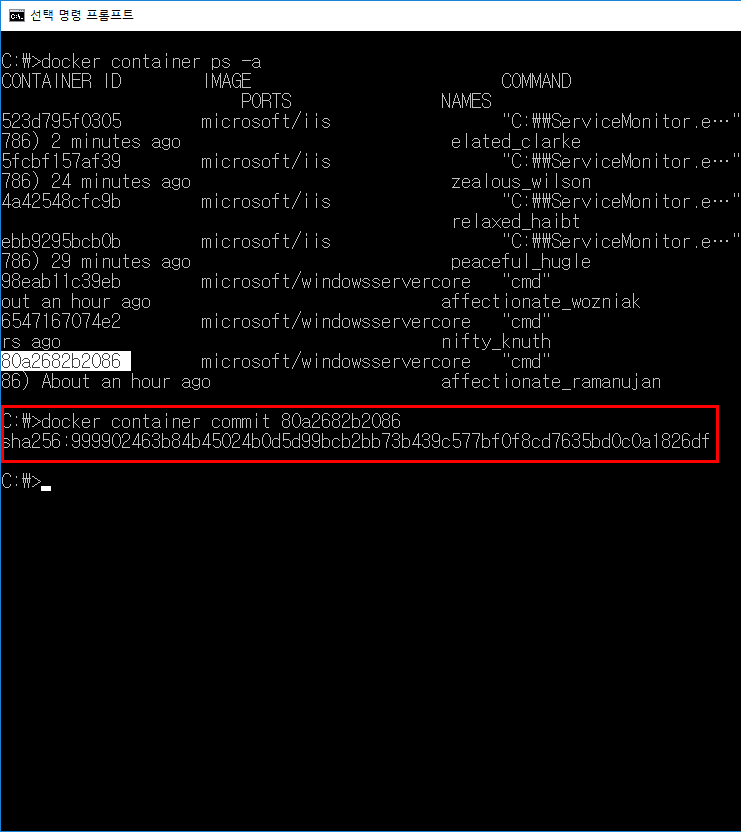 선택 명령 프롬프트
C:\>docker container ps -a
CONTAINER ID IMAGE COMMAND
PORTS NAMES
523d795f0305 microsoft/iis "C:₩₩ServiceMonitor.e…"
786) 2 minutes ago elated_clarke
5fcbf157af39 microsoft/iis "C:₩₩ServiceMonitor.e…"
786) 24 minutes ago zealous_wilson
4a42548cfc9b microsoft/iis "C:₩₩ServiceMonitor.e…"
relaxed_haibt
ebb9295bcb0b microsoft/iis "C:₩₩ServiceMonitor.e…"
786) 29 minutes ago peaceful_hugle
98eab11c39eb microsoft/windowsservercore "cmd"
out an hour ago affectionate_wozniak
6547167074e2 microsoft/windowsservercore "cmd"
rs ago nifty_knuth
80a2682b2086 microsoft/windowsservercore "cmd"
86) About an hour ago affectionate_ramanujan
C:₩>docker container commit 80a2682b2086
sha256:999902463b84b45024b0d5d99bcb2bb73b439c577bf0f8cd7635bd0c0a1826df
C:₩>